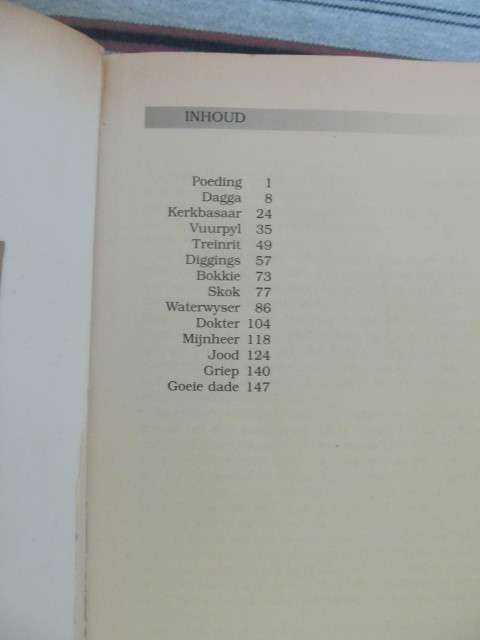 INHOUD
Poeding 1
Dagga 8
Kerkbasaar 24
Vuurpyl 35
Treinrit 49
Diggings 57
Bokkie 73
Skok 77
Waterwyser 86
Dokter 104
Mijnheer 118
Jood 124
Griep 140
Goeie dade 147